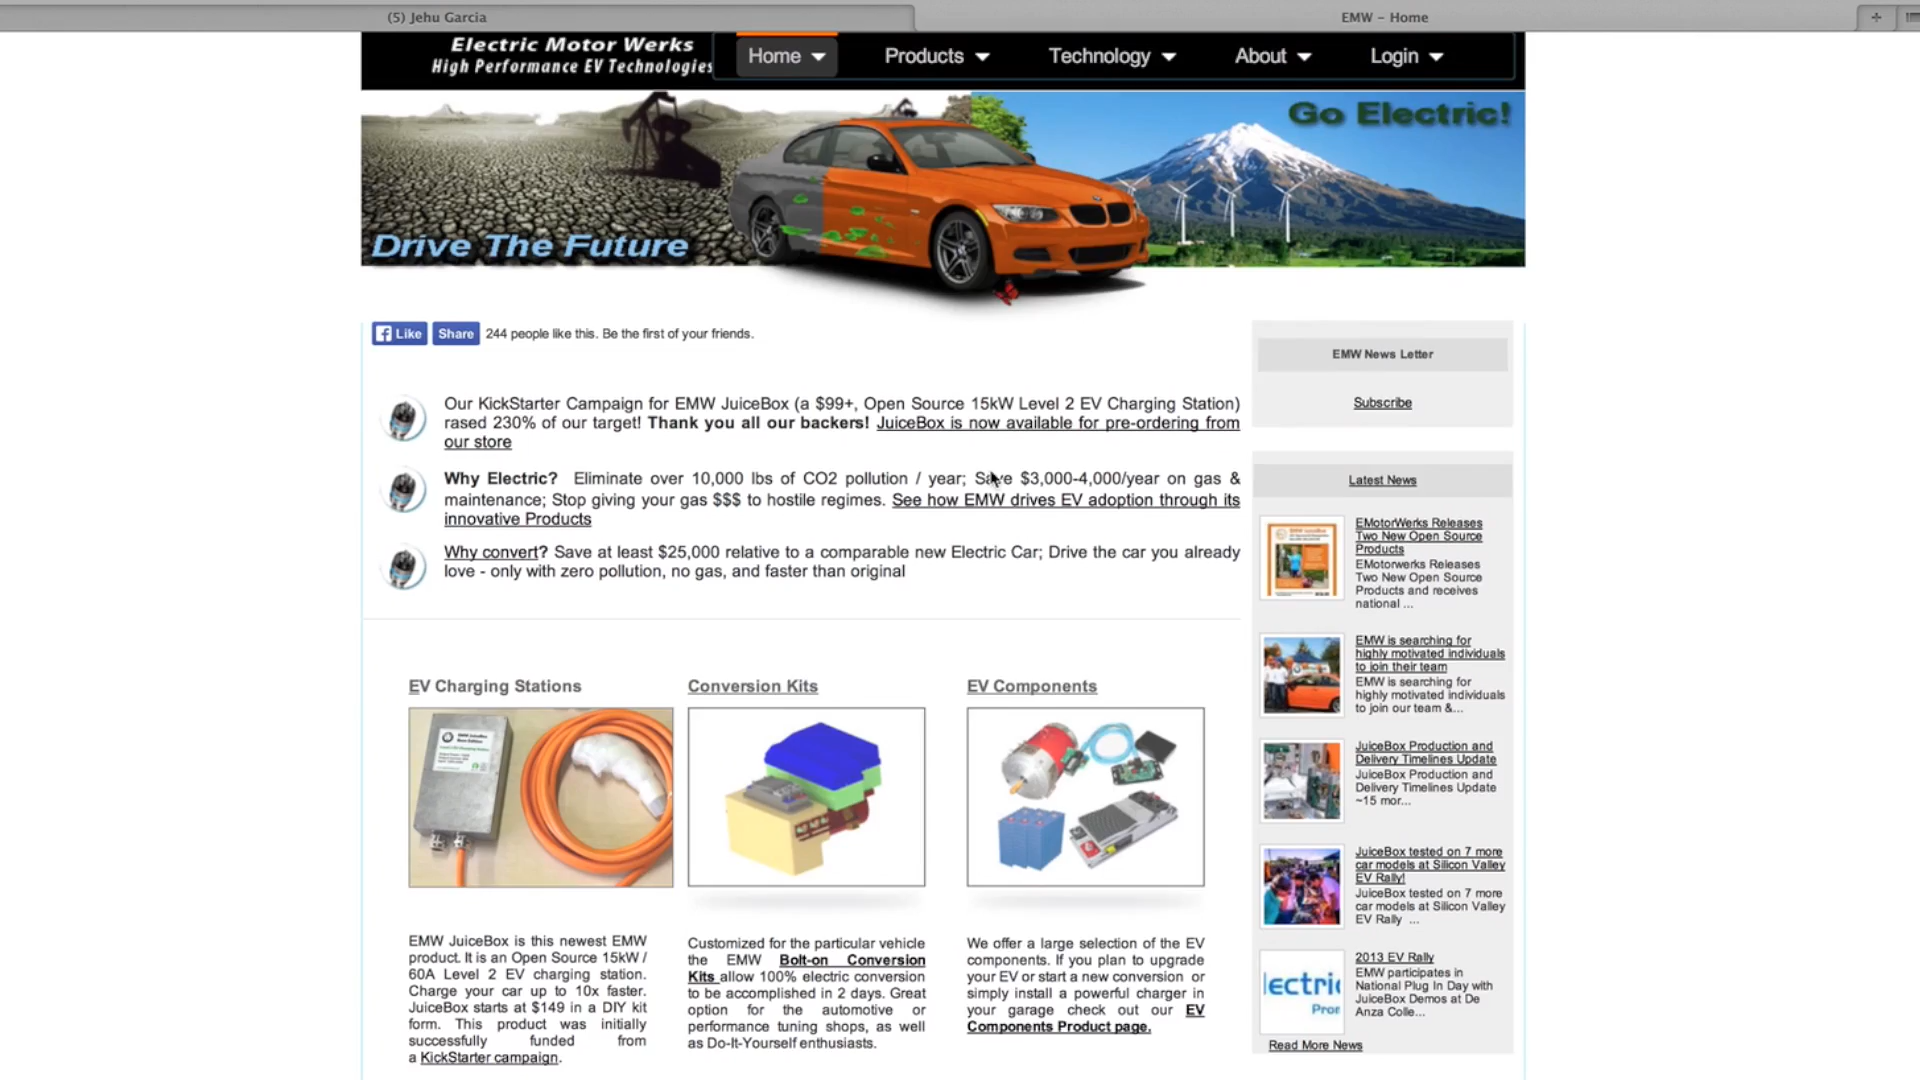 (5) Jehu Garcia
EMW – Home
Electric Motor Werks
High Performance EV Technologies
Home
Products
Technology
About
Login
Go Electric!
Drive The Future
Like
Share
244 people like this. Be the first of your friends.
Our KickStarter Campaign for EMW JuiceBox (a $99+, Open Source 15kW Level 2 EV Charging Station)
rased 230% of our target! Thank you all our backers! JuiceBox is now available for pre-ordering from
our store
Why Electric? Eliminate over 10,000 lbs of CO2 pollution / year; Save $3,000-4,000/year on gas &
maintenance; Stop giving your gas $$$ to hostile regimes. See how EMW drives EV adoption through its
innovative Products
Why convert? Save at least $25,000 relative to a comparable new Electric Car; Drive the car you already
love - only with zero pollution, no gas, and faster than original
EV Charging Stations
EMW JuiceBox is this newest EMW
product. It is an Open Source 15kW /
60A Level 2 EV charging station.
Charge your car up to 10x faster.
JuiceBox starts at $149 in a DIY kit
form. This product was initially
successfully funded from
a KickStarter campaign.
Conversion Kits
Customized for the particular vehicle
the EMW Bolt-on Conversion
Kits allow 100% electric conversion
to be accomplished in 2 days. Great
option for the automotive or
performance tuning shops, as well
as Do-It-Yourself enthusiasts.
EV Components
We offer a large selection of the EV
components. If you plan to upgrade
your EV or start a new conversion or
simply install a powerful charger in
your garage check out our EV
Components Product page.
EMW News Letter
Subscribe
Latest News
EMotorWerks Releases
Two New Open Source
Products
EMotorwerks Releases
Two New Open Source
Products and receives
national ...
EMW is searching for
highly motivated individuals
to join their team
EMW is searching for
highly motivated individuals
to join our team &...
JuiceBox Production and
Delivery Timelines Update
JuiceBox Production and
Delivery Timelines Update
~15 mor...
JuiceBox tested on 7 more
car models at Silicon Valley
EV Rally!
JuiceBox tested on 7 more
car models at Silicon Valley
EV Rally ...
lectri
Pro
2013 EV Rally
EMW participates in
National Plug In Day with
JuiceBox Demos at De
Anza Colle...
Read More News